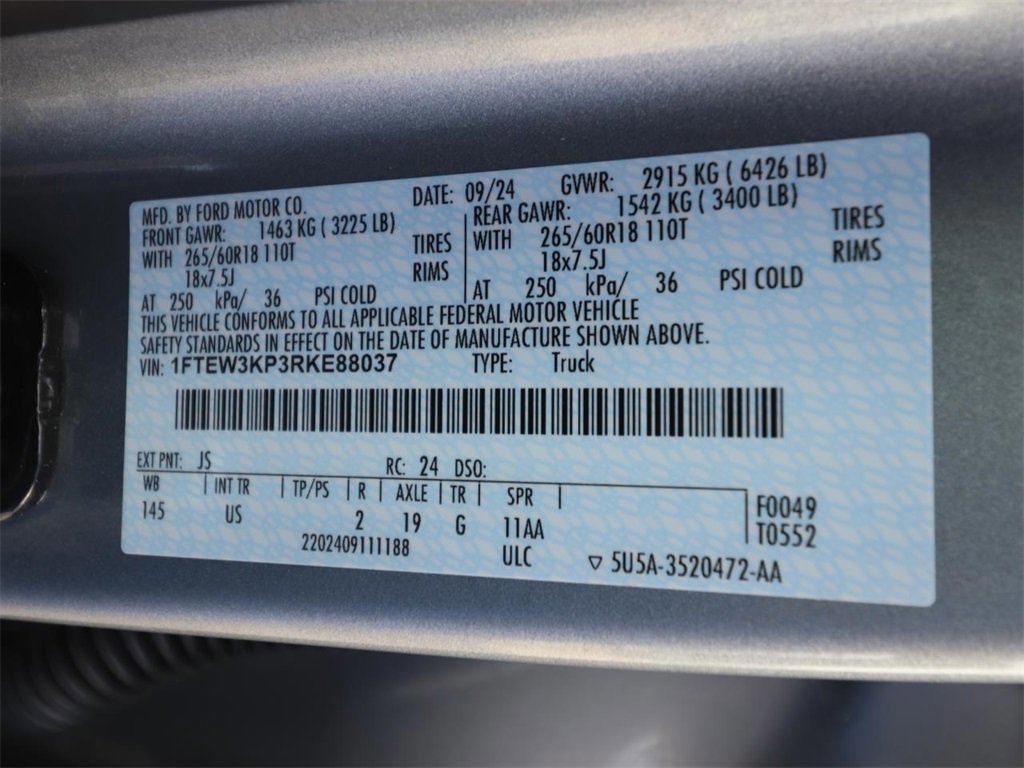 MFD. BY FORD MOTOR CO. DATE: 09/24 GVWR: 2915 KG ( 6426 LB)
FRONT GAWR: 1463 KG ( 3225 LB) REAR GAWR: 1542 KG ( 3400 LB)
WITH 265/60R18 110T TIRES WITH 265/60R18 110T TIRES
18x7.5J RIMS 18x7.5J RIMS
AT 250 kPa/ 36 PSI COLD AT 250 kPa/ 36 PSI COLD
THIS VEHICLE CONFORMS TO ALL APPLICABLE FEDERAL MOTOR VEHICLE
SAFETY STANDARDS IN EFFECT ON THE DATE OF MANUFACTURE SHOWN ABOVE.
VIN: 1FTEW3KP3RKE88037 TYPE: Truck
EXT PNT: JS RC: 24 DSO:
WB INT TR TP/PS R AXLE TR SPR F0049
145 US 2 19 G 11AA T0552
2202409111188 ULC ▽ 5U5A-3520472-AA